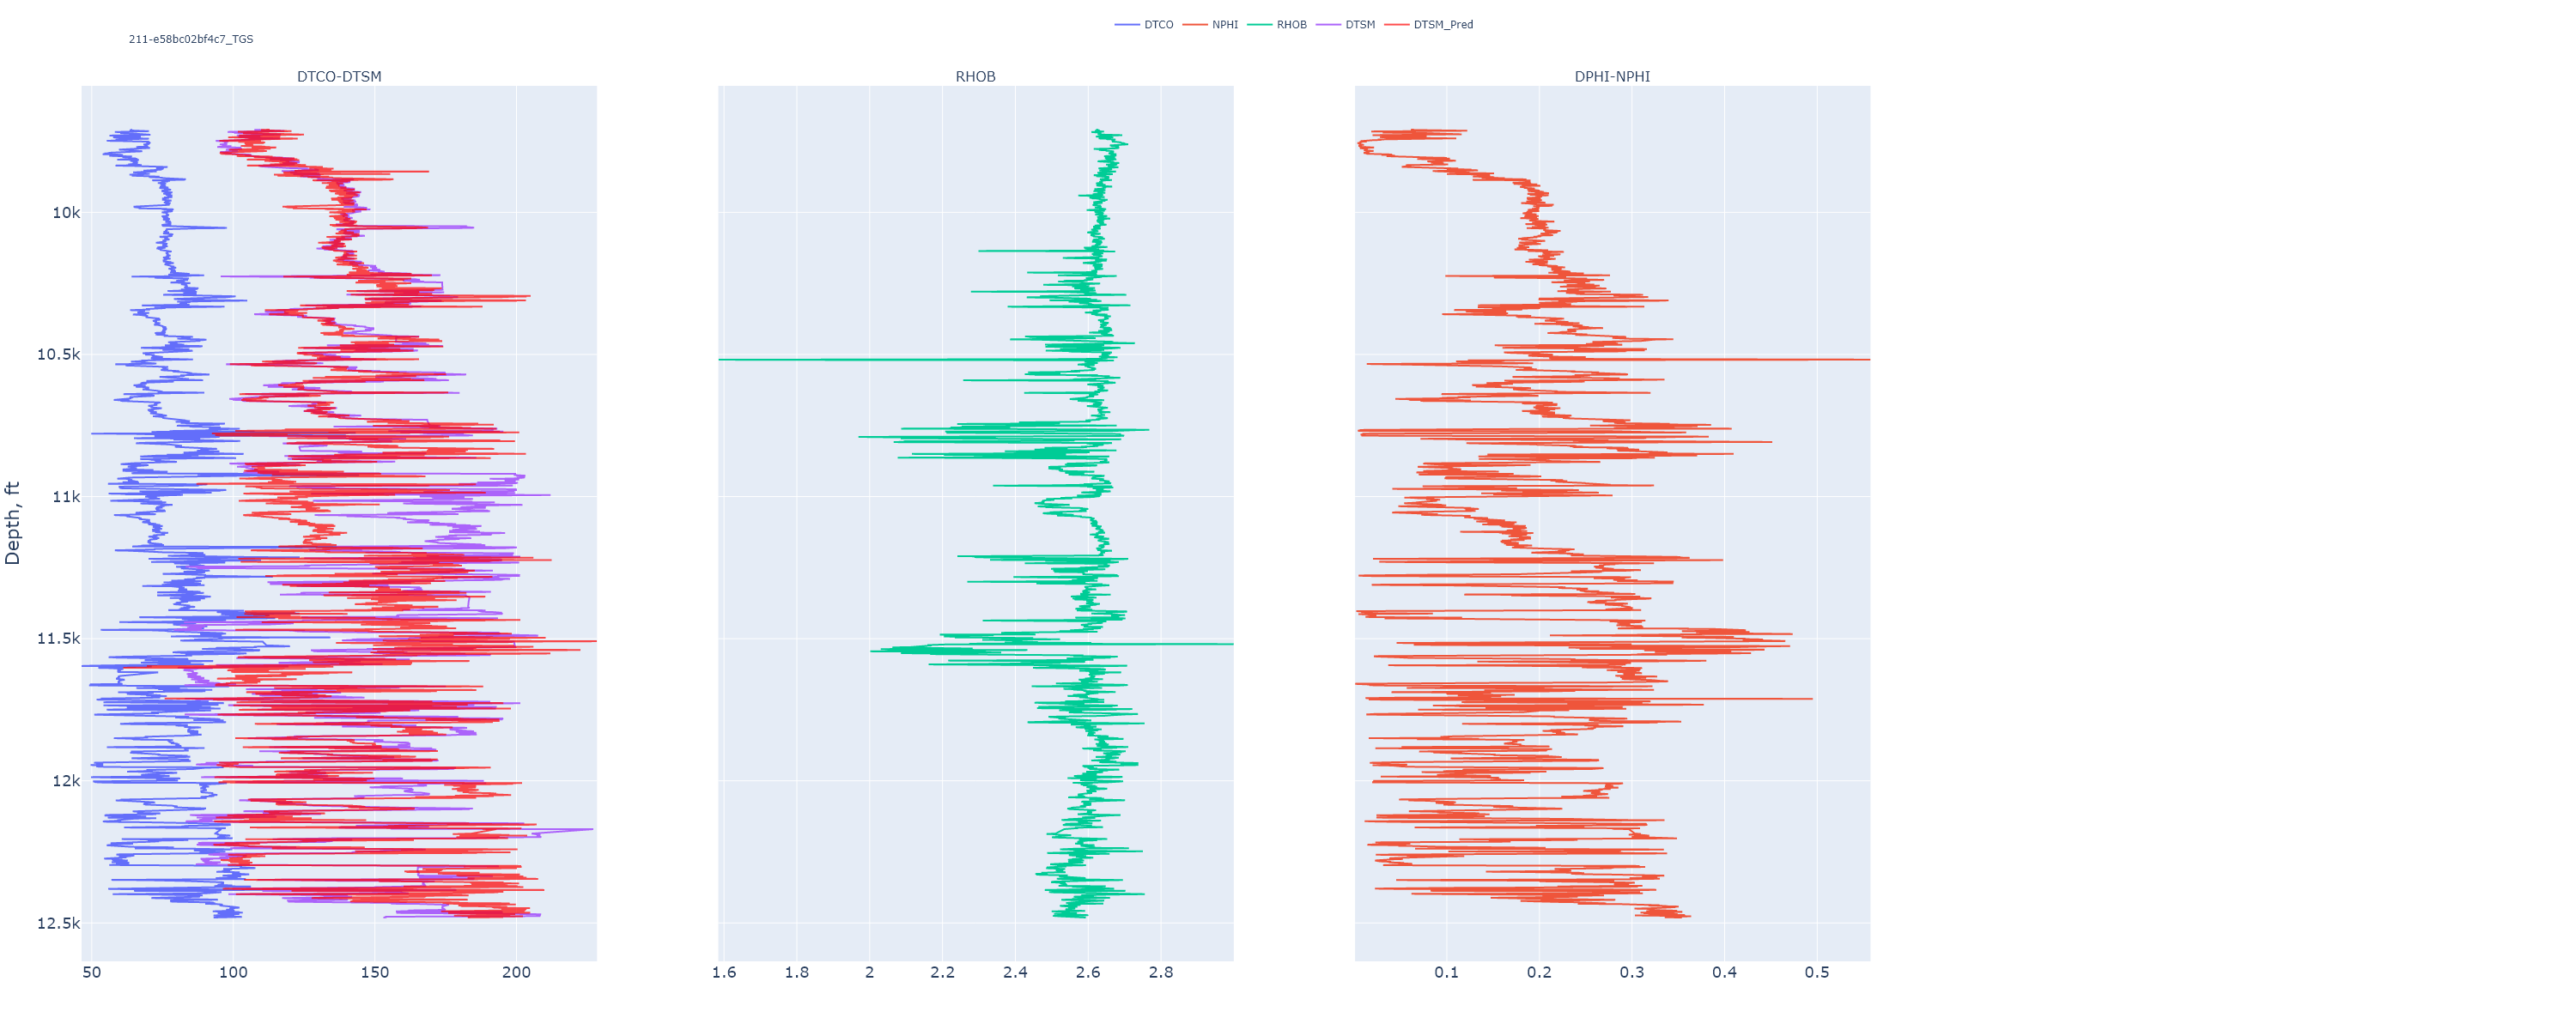 DTCO NPHI RHOB DTSM DTSM_Pred
211-e58bc02bf4c7_TGS
DTCO-DTSM RHOB DPHI-NPHI
Depth, ft
10k
10.5k
11k
11.5k
12k
12.5k
50 100 150 200 1.6 1.8 2 2.2 2.4 2.6 2.8 0.1 0.2 0.3 0.4 0.5